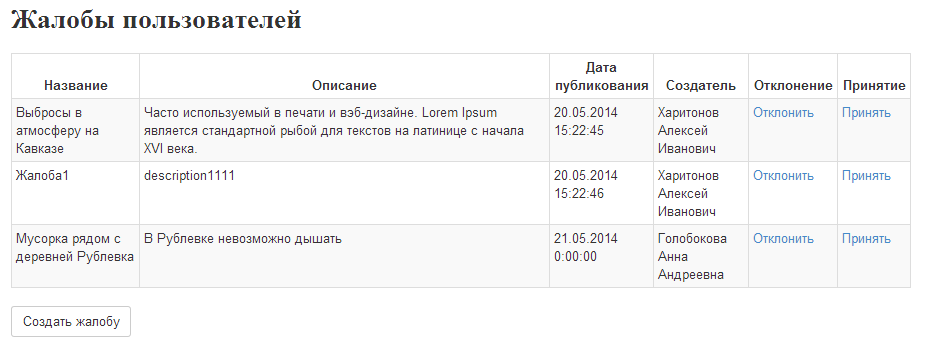 Жалобы пользователей
Название Описание Дата публикования Создатель Отклонение Принятие
Выбросы в атмосферу на Кавказе
Часто используемый в печати и вэб-дизайне. Lorem Ipsum
является стандартной рыбой для текстов на латинице с начала
XVI века.
20.05.2014
15:22:45
Харитонов
Алексей
Иванович
Отклонить
Принять
Жалоба1
description1111
20.05.2014
15:22:46
Харитонов
Алексей
Иванович
Отклонить
Принять
Мусорка рядом с
деревней Рублевка
В Рублевке невозможно дышать
21.05.2014
0:00:00
Голобокова
Анна
Андреевна
Отклонить
Принять
Создать жалобу